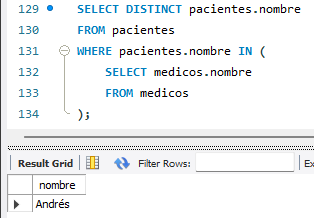 129 SELECT DISTINCT pacientes.nombre
130 FROM pacientes
131 WHERE pacientes.nombre IN (
132 SELECT medicos.nombre
133 FROM medicos
134 );
Result Grid Filter Rows: Ex
nombre
Andrés